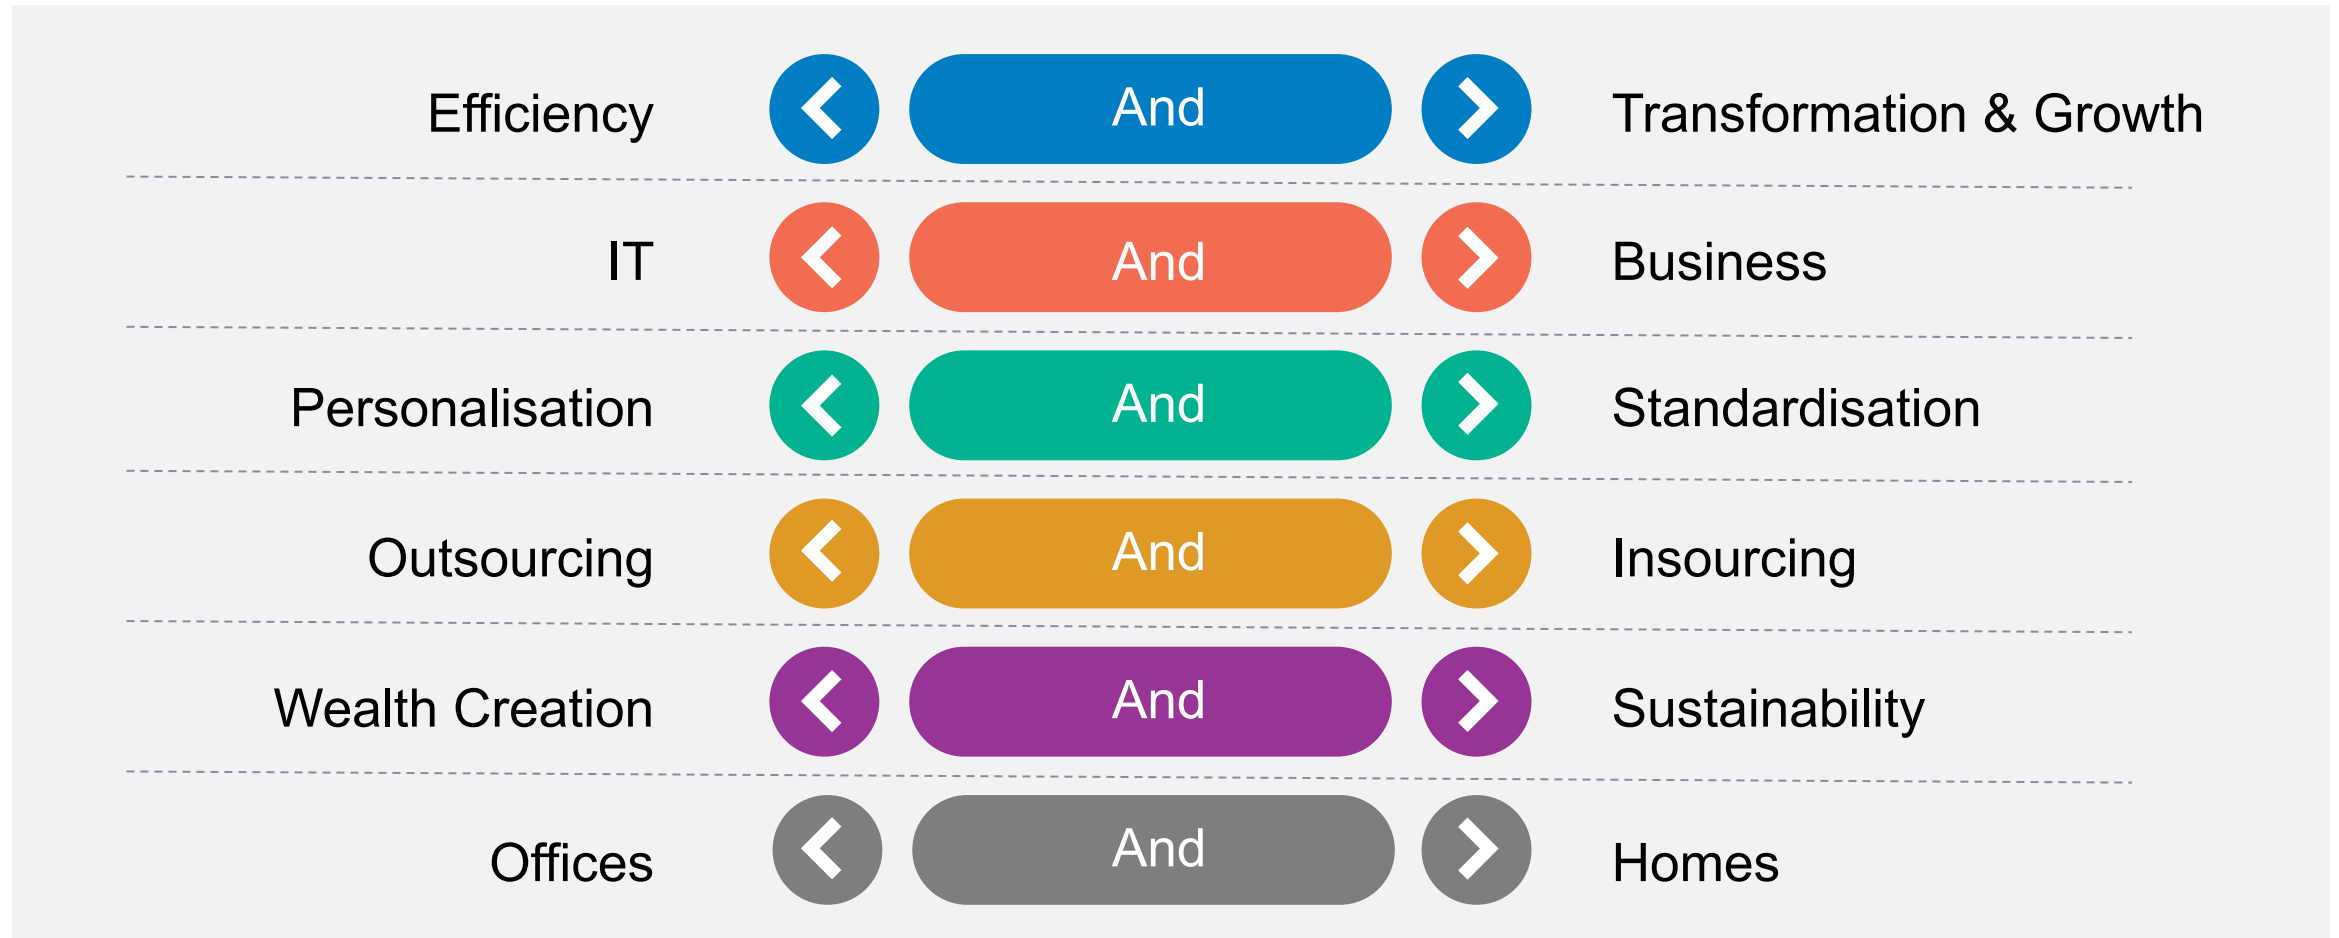 Efficiency And Transformation & Growth
IT And Business
Personalisation And Standardisation
Outsourcing And Insourcing
Wealth Creation And Sustainability
Offices And Homes